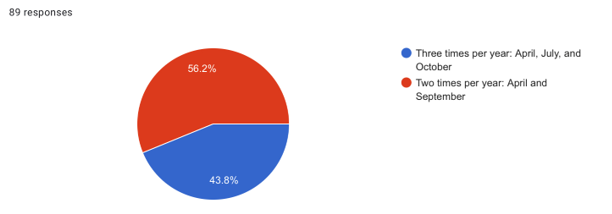 89 responses
56.2%
43.8%
Three times per year: April, July, and
October
Two times per year: April and
September